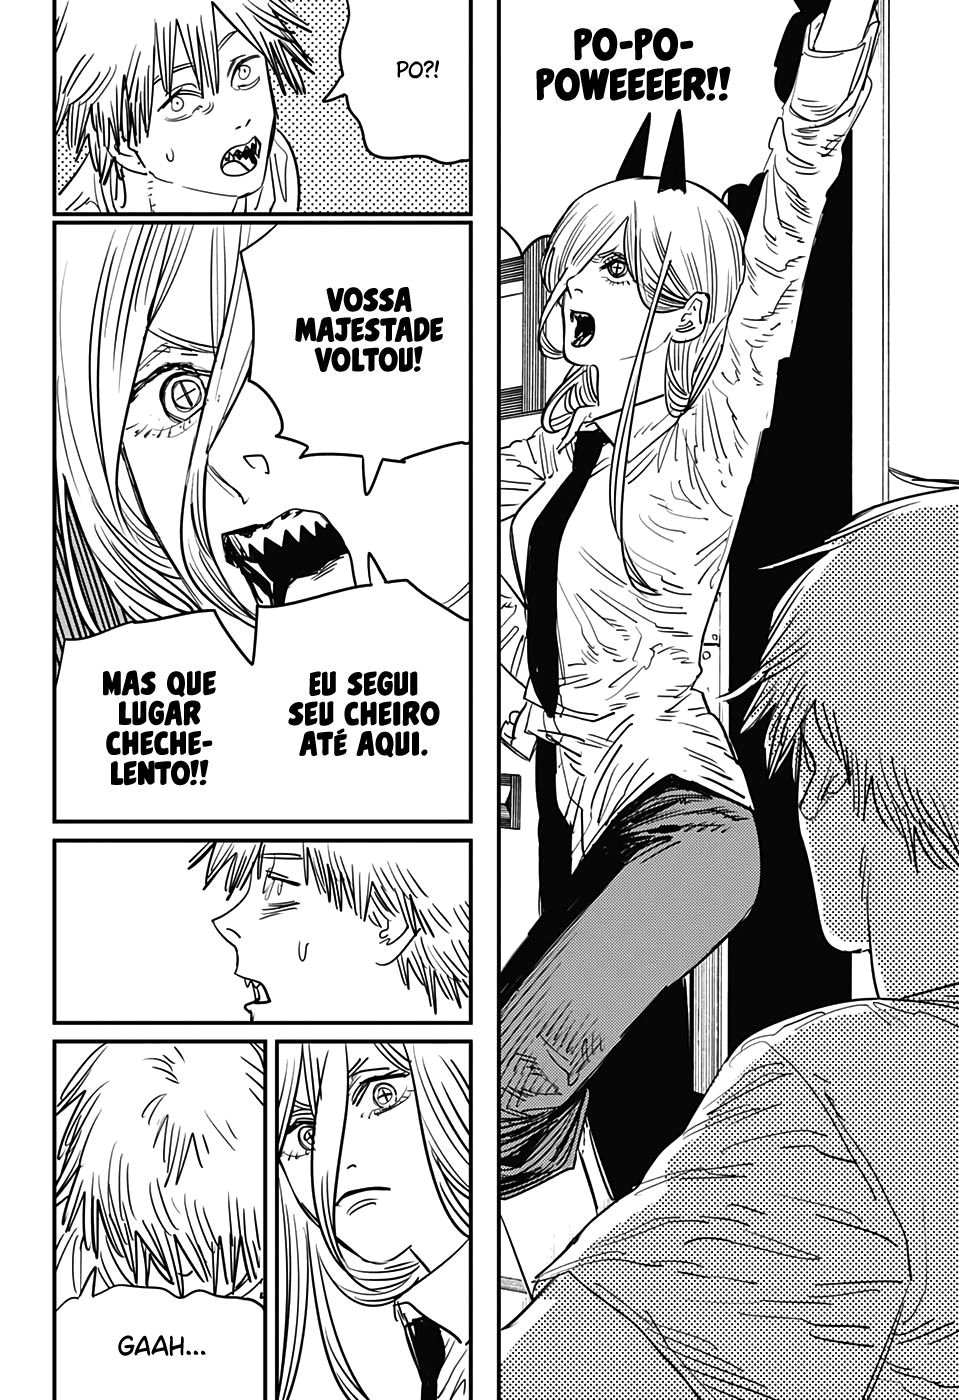 PO-PO-
POWEEEER!!
PO?!
VOSSA
MAJESTADE
VOLTOU!
EU SEGUI
SEU CHEIRO
ATÉ AQUI.
MAS QUE
LUGAR
CHECHE-
LENTO!!
GAAH...